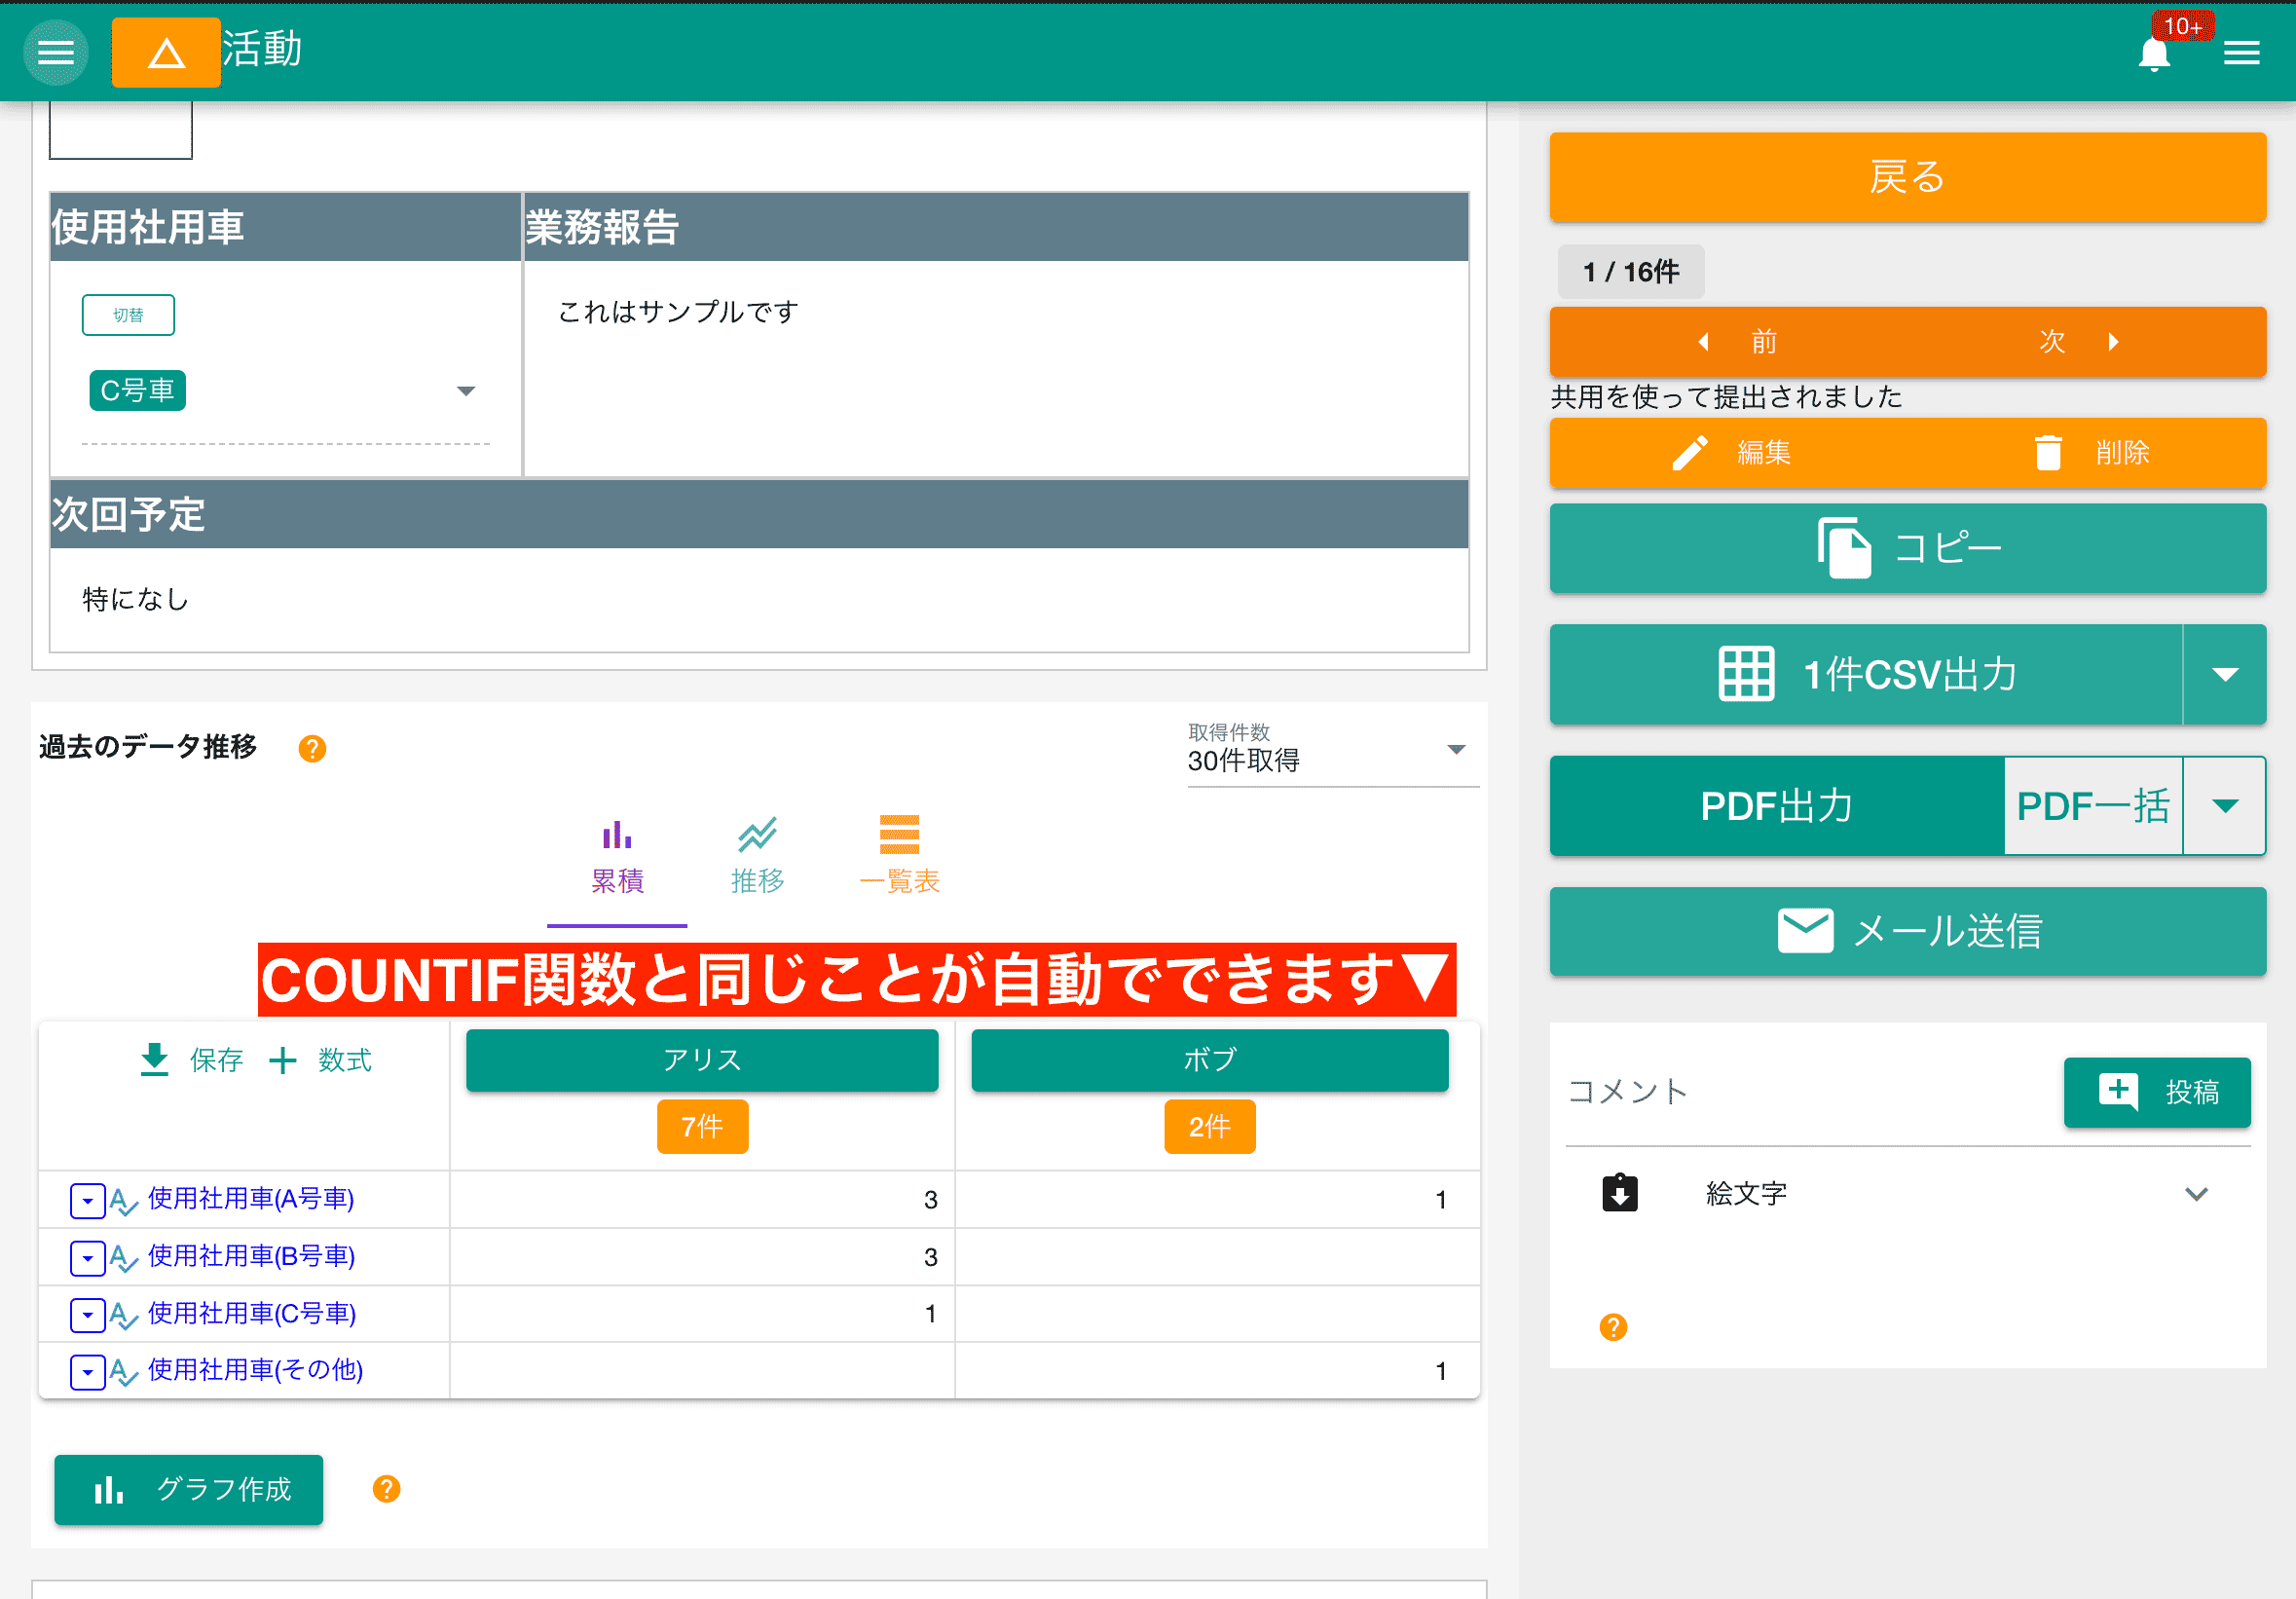 活動
10+
使用社用車
業務報告
切替
これはサンプルです
C号車
次回予定
特になし
戻る
1 / 16件
前
次
共用を使って提出されました
編集
削除
コピー
1件CSV出力
PDF出力
PDF一括
メール送信
過去のデータ推移
?
取得件数
30件取得
累積
推移
一覧表
COUNTIF関数と同じことが自動でできます▼
保存
+ 数式
アリス
ボブ
7件
2件
使用社用車(A号車)
3
1
使用社用車(B号車)
3
使用社用車(C号車)
1
使用社用車(その他)
1
グラフ作成
?
コメント
投稿
絵文字
?